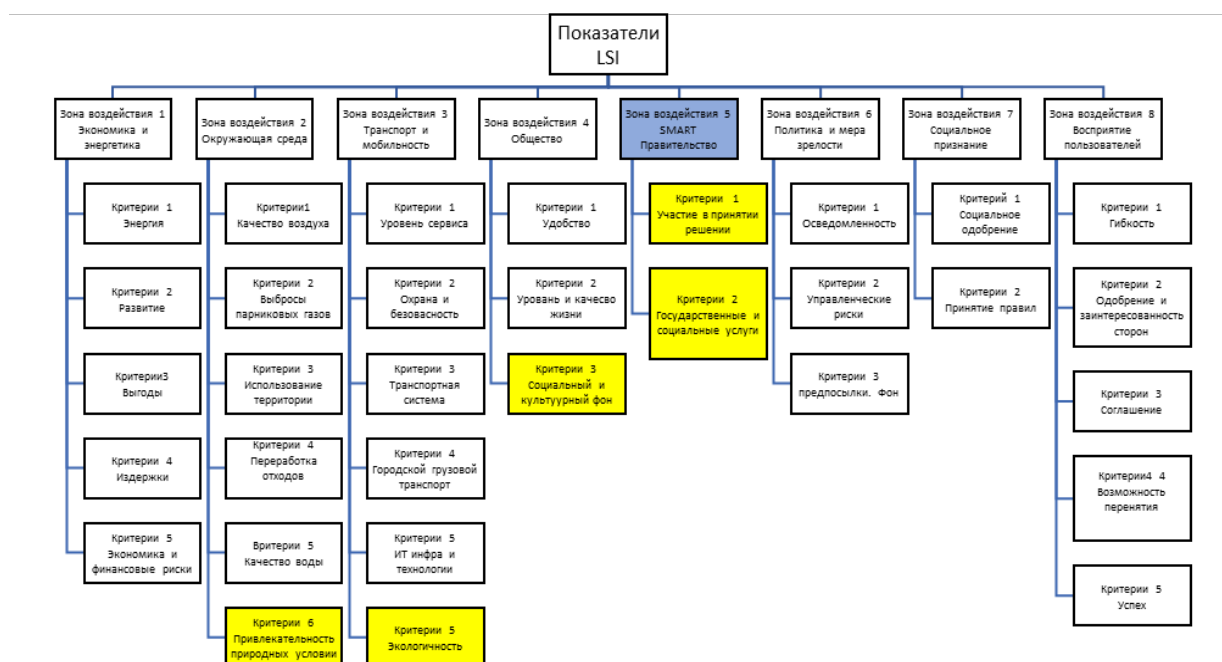 Показатели
LSI
Зона воздействия 1
Экономика и
энергетика
Критерии 1
Энергия
Критерии 2
Развитие
Критерии3
Выгоды
Критерии 4
Издержки
Критерии 5
Экономика и
финансовые риски
Зона воздействия 2
Окружающая среда
Критерии1
Качество воздуха
Критерии 2
Выбросы
парниковых газов
Критерии 3
Использование
территории
Критерии 4
Переработка
отходов
Вритерии 5
Качество воды
Критерии 6
Привлекательность
природных условии
Зона воздействия 3
Транспорт и
мобильность
Критерии 1
Уровень сервиса
Критерии 2
Охрана и
безовасность
Критерии 3
Транспортная
система
Критерии 4
Городской грузовой
транспорт
Критерии 5
ИТ инфра и
технологии
Критерии 5
Экологичность
Зона воздействия 4
Общество
Критерии 1
Удобство
Критерии 2
Уровань и качесво
жизни
Критерии 3
Социальный и
культуурный фон
Зона воздействия 5
SMART
Правительство
Критерии 1
Участие в принятии
решении
Критерии 2
Государственные и
социальные услуги
Зона воздействия 6
Политика и мера
зрелости
Критерии 1
Осведомленность
Критерии 2
Управленческие
риски
Критерии 3
предпосылки. Фон
Зона воздействия 7
Социальное
признание
Критерий 1
Социальное
одобрение
Критерии 2
Принятие правил
Зона воздействия 8
Восприятие
пользователей
Критерии 1
Гибкость
Критерии 2
Одобрение и
заинтересованность
сторон
Критерии 3
Соглашение
Критерии4 4
Возможность
перенятия
Критерии 5
Успех